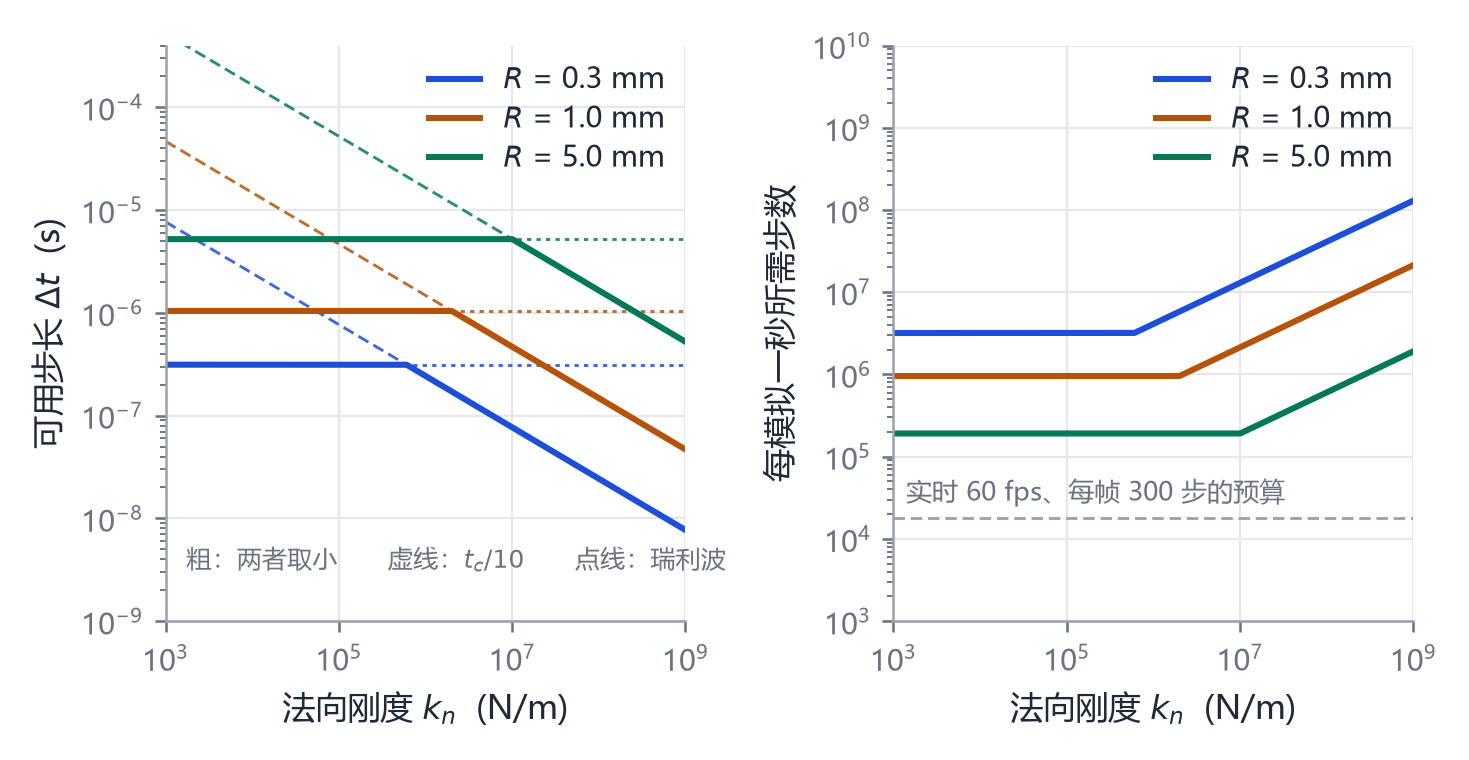 可用步长 Δt (s)
10⁻⁴
10⁻⁵
10⁻⁶
10⁻⁷
10⁻⁸
10⁻⁹
R = 0.3 mm
R = 1.0 mm
R = 5.0 mm
粗：两者取小 虚线：t_c/10 点线：瑞利波
10³ 10⁵ 10⁷ 10⁹
法向刚度 k_n (N/m)
每模拟一秒所需步数
10¹⁰
10⁹
10⁸
10⁷
10⁶
10⁵
10⁴
10³
R = 0.3 mm
R = 1.0 mm
R = 5.0 mm
实时 60 fps、每帧 300 步的预算
10³ 10⁵ 10⁷ 10⁹
法向刚度 k_n (N/m)